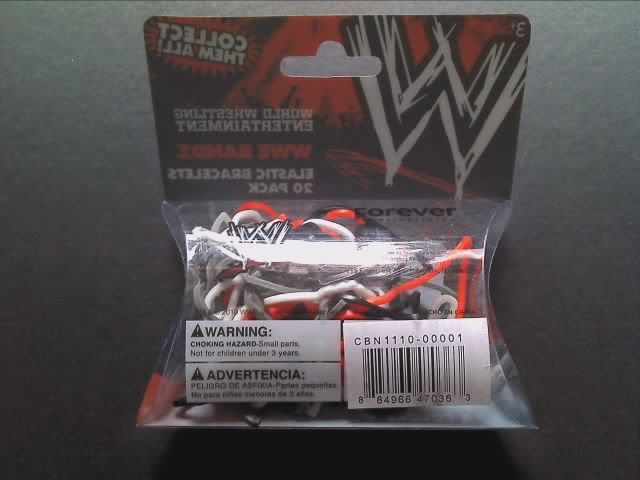 COLLECT
THEM ALL!
3+
WORLD WRESTLING
ENTERTAINMENT
WWE BANDZ
ELASTIC BRACELETS
20 PACK
Forever
2010
WARNING:
CHOKING HAZARD-Small parts.
Not for children under 3 years.
ADVERTENCIA:
PELIGRO DE ASFIXIA-Partes pequeñas
No para niños menores de 3 años.
CBN1110-00001
8 84966 47036 3